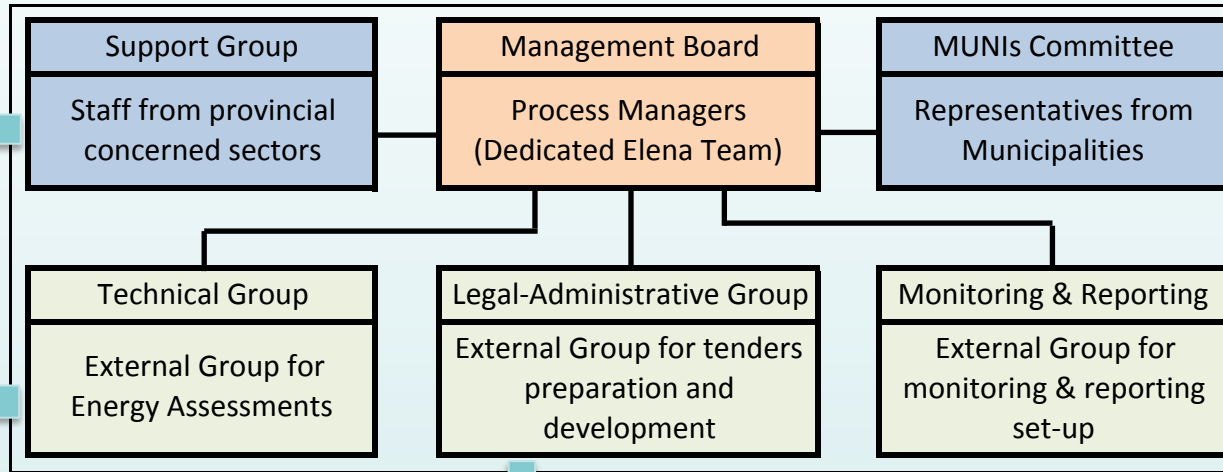 Support Group
Staff from provincial
concerned sectors
Management Board
Process Managers
(Dedicated Elena Team)
MUNIs Committee
Representatives from
Municipalities
Technical Group
External Group for
Energy Assessments
Legal-Administrative Group
External Group for tenders
preparation and
development
Monitoring & Reporting
External Group for
monitoring & reporting
set-up